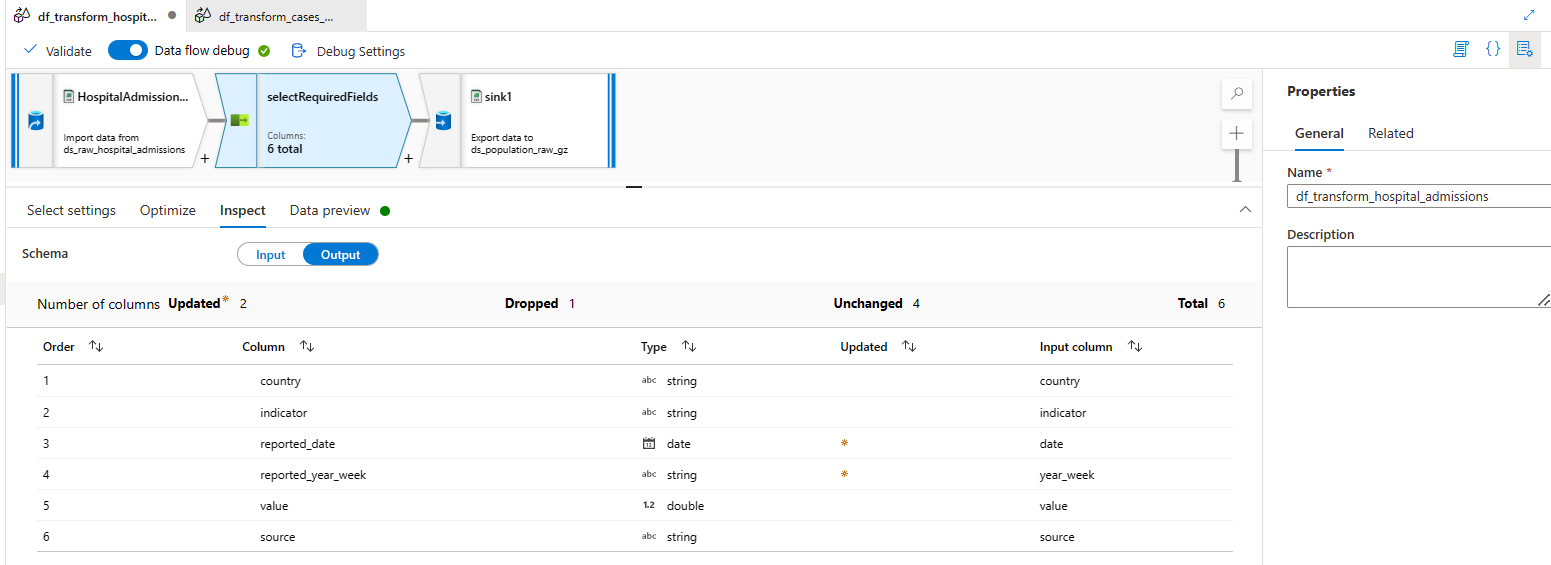 df_transform_hospit...
df_transform_cases_...
Validate
Data flow debug
Debug Settings
HospitalAdmission...
Import data from
ds_raw_hospital_admissions
+
selectRequiredFields
Columns:
6 total
+
sink1
Export data to
ds_population_raw_gz
Properties
General
Related
Name *
df_transform_hospital_admissions
Description
Select settings
Optimize
Inspect
Data preview
Schema
Input
Output
Number of columns Updated* 2 Dropped 1 Unchanged 4 Total 6
Order Column Type Updated Input column
1 country abc string country
2 indicator abc string indicator
3 reported_date 12 date * date
4 reported_year_week abc string * year_week
5 value 1.2 double value
6 source abc string source